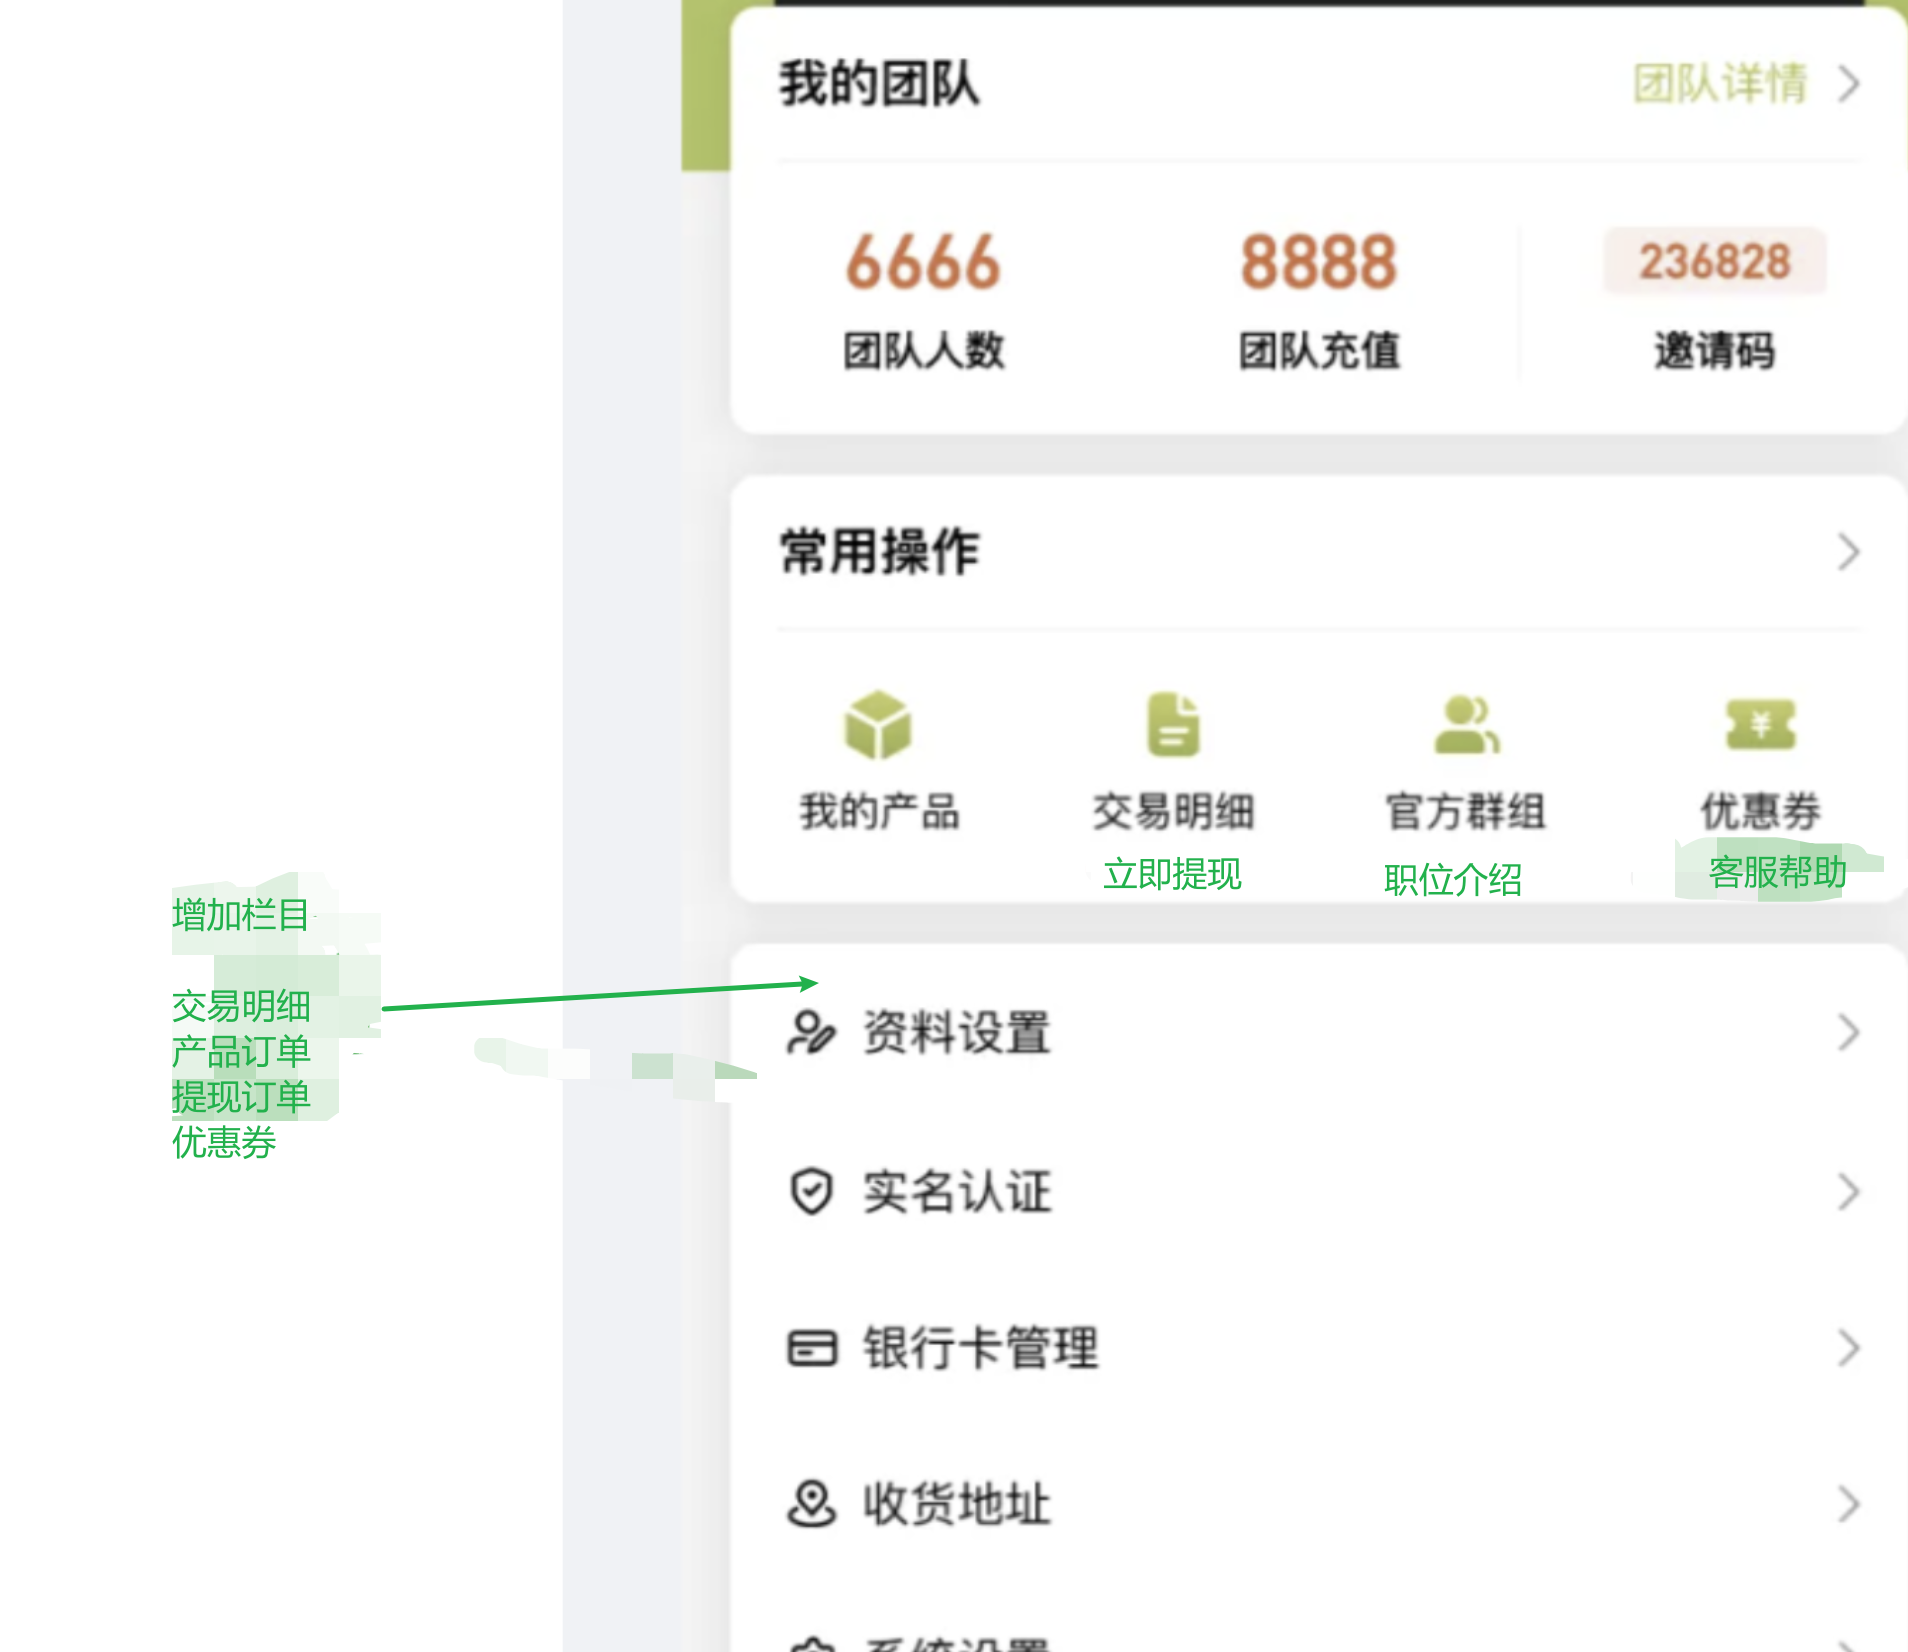 我的团队
团队详情
6666
8888
236828
团队人数
团队充值
邀请码
常用操作
我的产品
交易明细
官方群组
优惠券
立即提现
职位介绍
客服帮助
增加栏目
交易明细
产品订单
提现订单
优惠券
资料设置
实名认证
银行卡管理
收货地址
系统设置